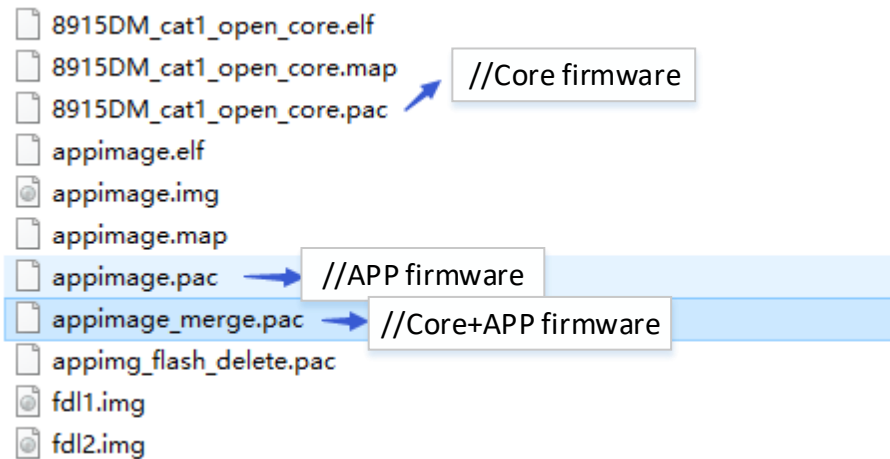 8915DM_cat1_open_core.elf
8915DM_cat1_open_core.map
//Core firmware
8915DM_cat1_open_core.pac
appimage.elf
appimage.img
appimage.map
appimage.pac
//APP firmware
appimage_merge.pac
//Core+APP firmware
appimg_flash_delete.pac
fdl1.img
fdl2.img